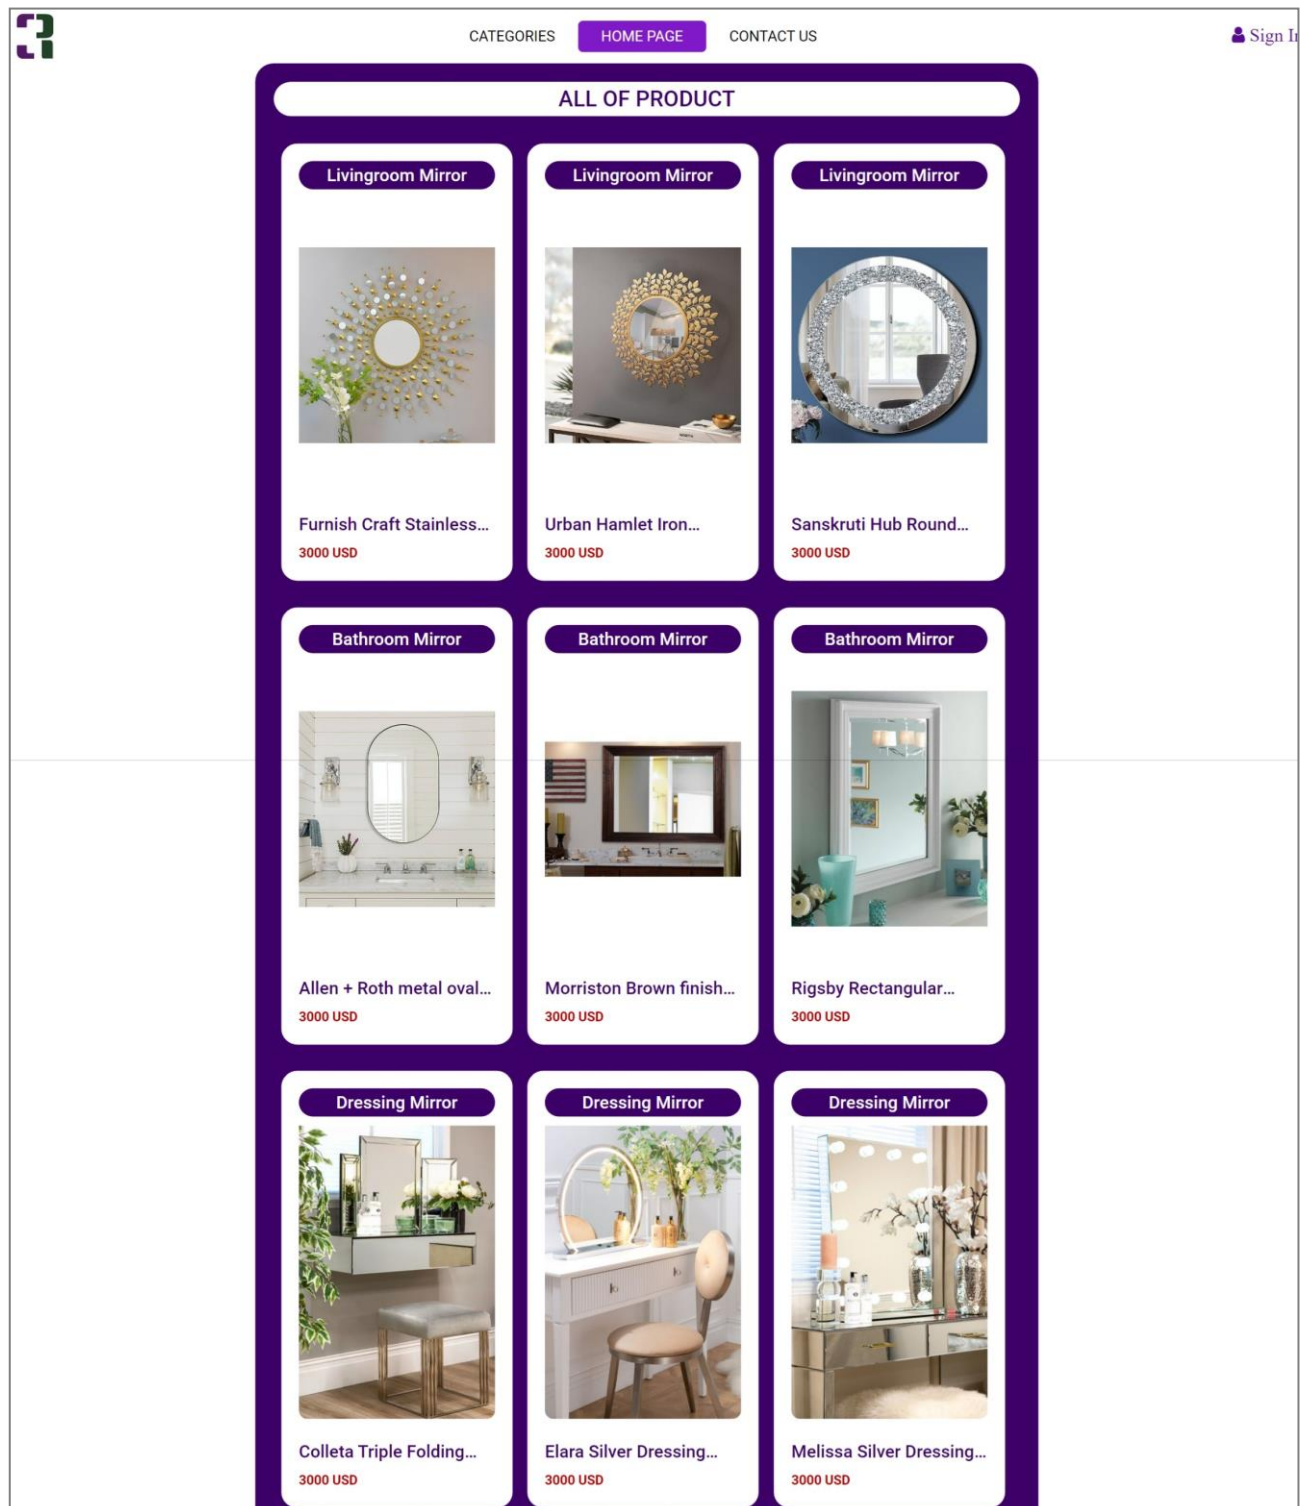 CATEGORIES
HOME PAGE
CONTACT US
Sign In
ALL OF PRODUCT
Livingroom Mirror
Livingroom Mirror
Livingroom Mirror
Furnish Craft Stainless...
Urban Hamlet Iron...
Sanskruti Hub Round...
3000 USD
3000 USD
3000 USD
Bathroom Mirror
Bathroom Mirror
Bathroom Mirror
Allen + Roth metal oval...
Morriston Brown finish...
Rigsby Rectangular...
3000 USD
3000 USD
3000 USD
Dressing Mirror
Dressing Mirror
Dressing Mirror
Colleta Triple Folding...
Elara Silver Dressing...
Melissa Silver Dressing...
3000 USD
3000 USD
3000 USD